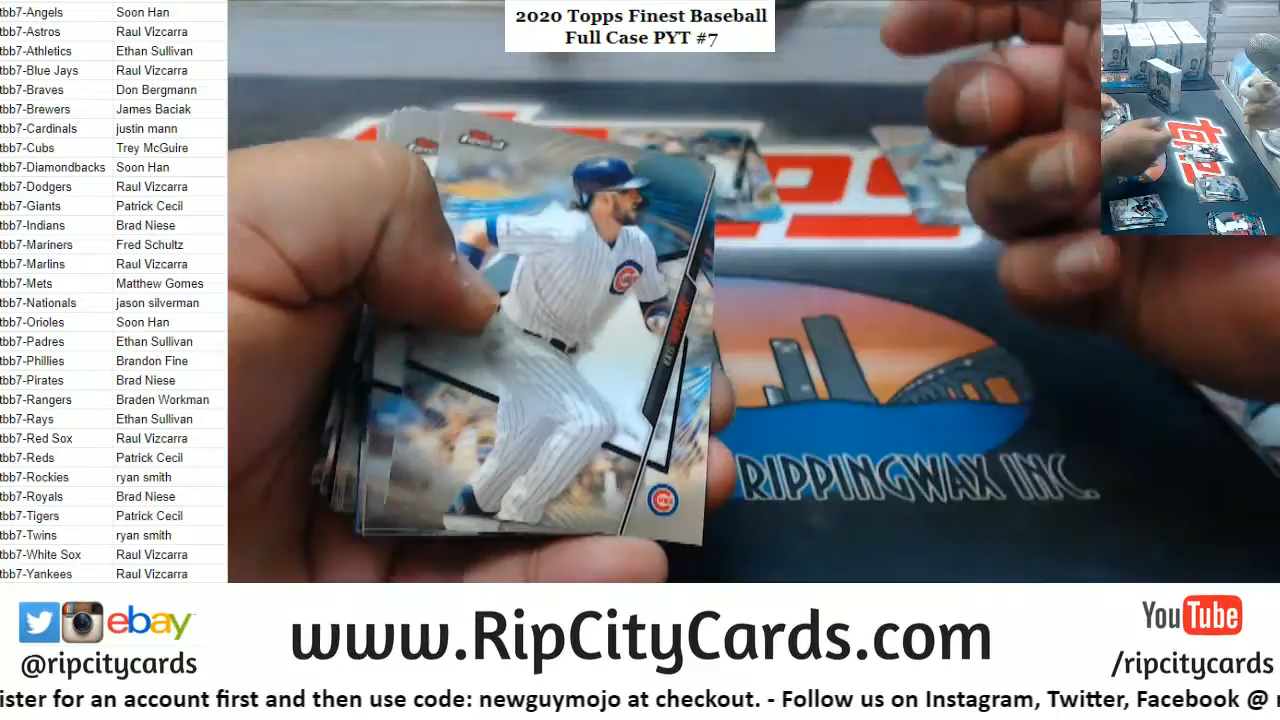 2020 Topps Finest Baseball
Full Case PYT #7
tbb7-Angels Soon Han
tbb7-Astros Raul Vizcarra
tbb7-Athletics Ethan Sullivan
tbb7-Blue Jays Raul Vizcarra
tbb7-Braves Don Bergmann
tbb7-Brewers James Baciak
tbb7-Cardinals justin mann
tbb7-Cubs Trey McGuire
tbb7-Diamondbacks Soon Han
tbb7-Dodgers Raul Vizcarra
tbb7-Giants Patrick Cecil
tbb7-Indians Brad Niese
tbb7-Mariners Fred Schultz
tbb7-Marlins Raul Vizcarra
tbb7-Mets Matthew Gomes
tbb7-Nationals jason silverman
tbb7-Orioles Soon Han
tbb7-Padres Ethan Sullivan
tbb7-Phillies Brandon Fine
tbb7-Pirates Brad Niese
tbb7-Rangers Braden Workman
tbb7-Rays Ethan Sullivan
tbb7-Red Sox Raul Vizcarra
tbb7-Reds Patrick Cecil
tbb7-Rockies ryan smith
tbb7-Royals Brad Niese
tbb7-Tigers Patrick Cecil
tbb7-Twins ryan smith
tbb7-White Sox Raul Vizcarra
tbb7-Yankees Raul Vizcarra
Finest
RIPPINGWAX INC.
ebay
@ripcitycards
www.RipCityCards.com
YouTube
/ripcitycards
ister for an account first and then use code: newguymojo at checkout. - Follow us on Instagram, Twitter, Facebook @